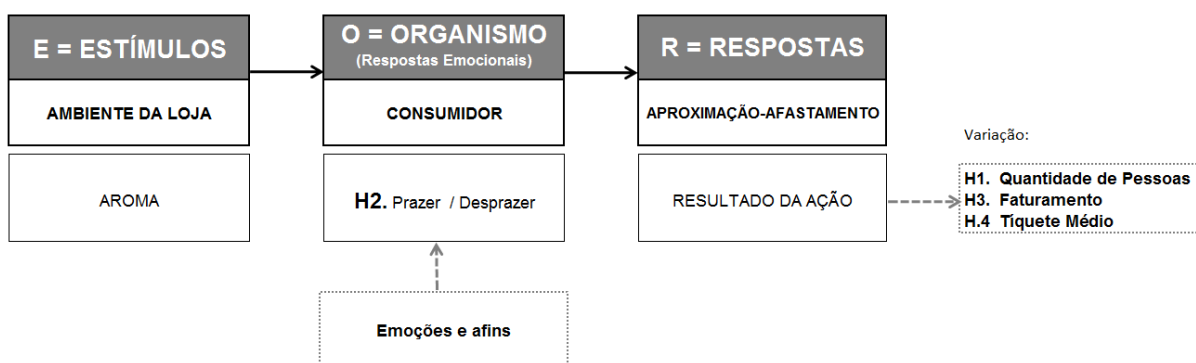 E = ESTÍMULOS
AMBIENTE DA LOJA
AROMA
O = ORGANISMO
(Respostas Emocionais)
CONSUMIDOR
H2. Prazer / Desprazer
Emoções e afins
R = RESPOSTAS
APROXIMAÇÃO-AFASTAMENTO
RESULTADO DA AÇÃO
Variação:
H1. Quantidade de Pessoas
H3. Faturamento
H.4 Tíquete Médio